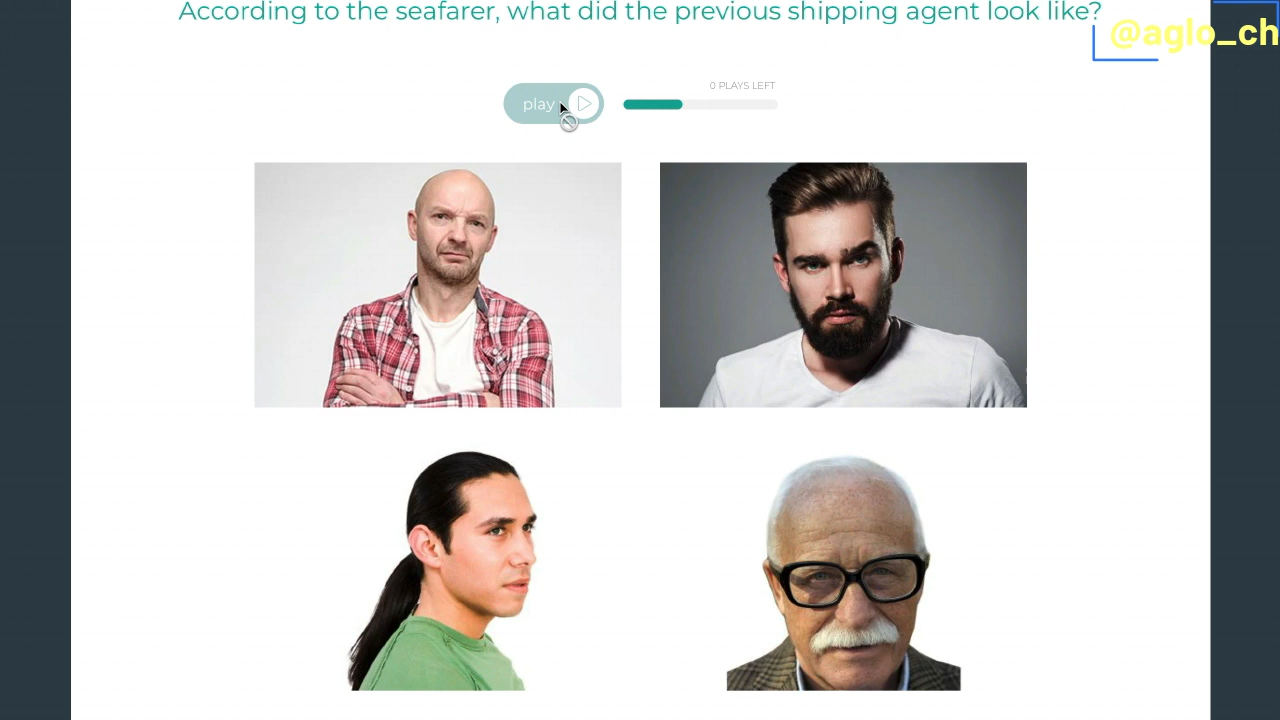 According to the seafarer, what did the previous shipping agent look like?
@aglo_ch
0 PLAYS LEFT
play